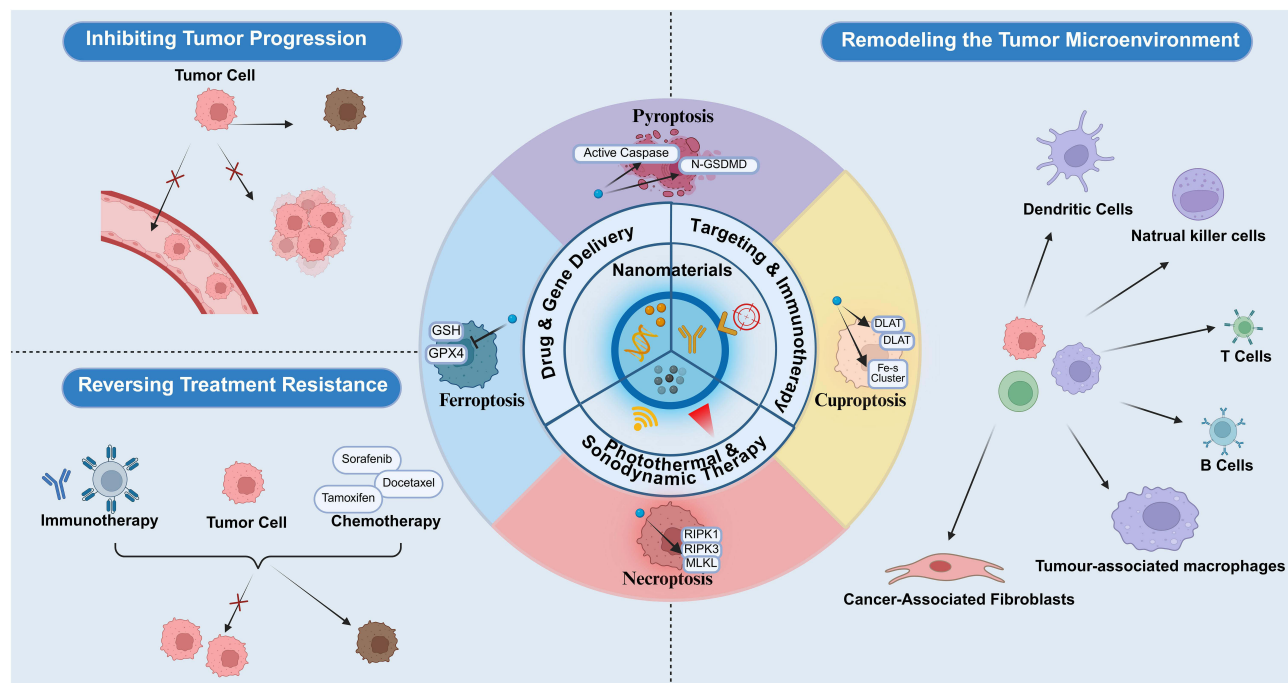 Inhibiting Tumor Progression
Tumor Cell
Reversing Treatment Resistance
Immunotherapy
Tumor Cell
Sorafenib
Docetaxel
Tamoxifen
Chemotherapy
Pyroptosis
Active Caspase
N-GSDMD
Ferroptosis
GSH
GPX4
Cuproptosis
DLAT
DLAT
Fe-s
Cluster
Necroptosis
RIPK1
RIPK3
MLKL
Drug & Gene Delivery
Targeting & Immunotherapy
Photothermal &
Sonodynamic Therapy
Nanomaterials
Remodeling the Tumor Microenvironment
Dendritic Cells
Natrual killer cells
T Cells
B Cells
Tumour-associated macrophages
Cancer-Associated Fibroblasts